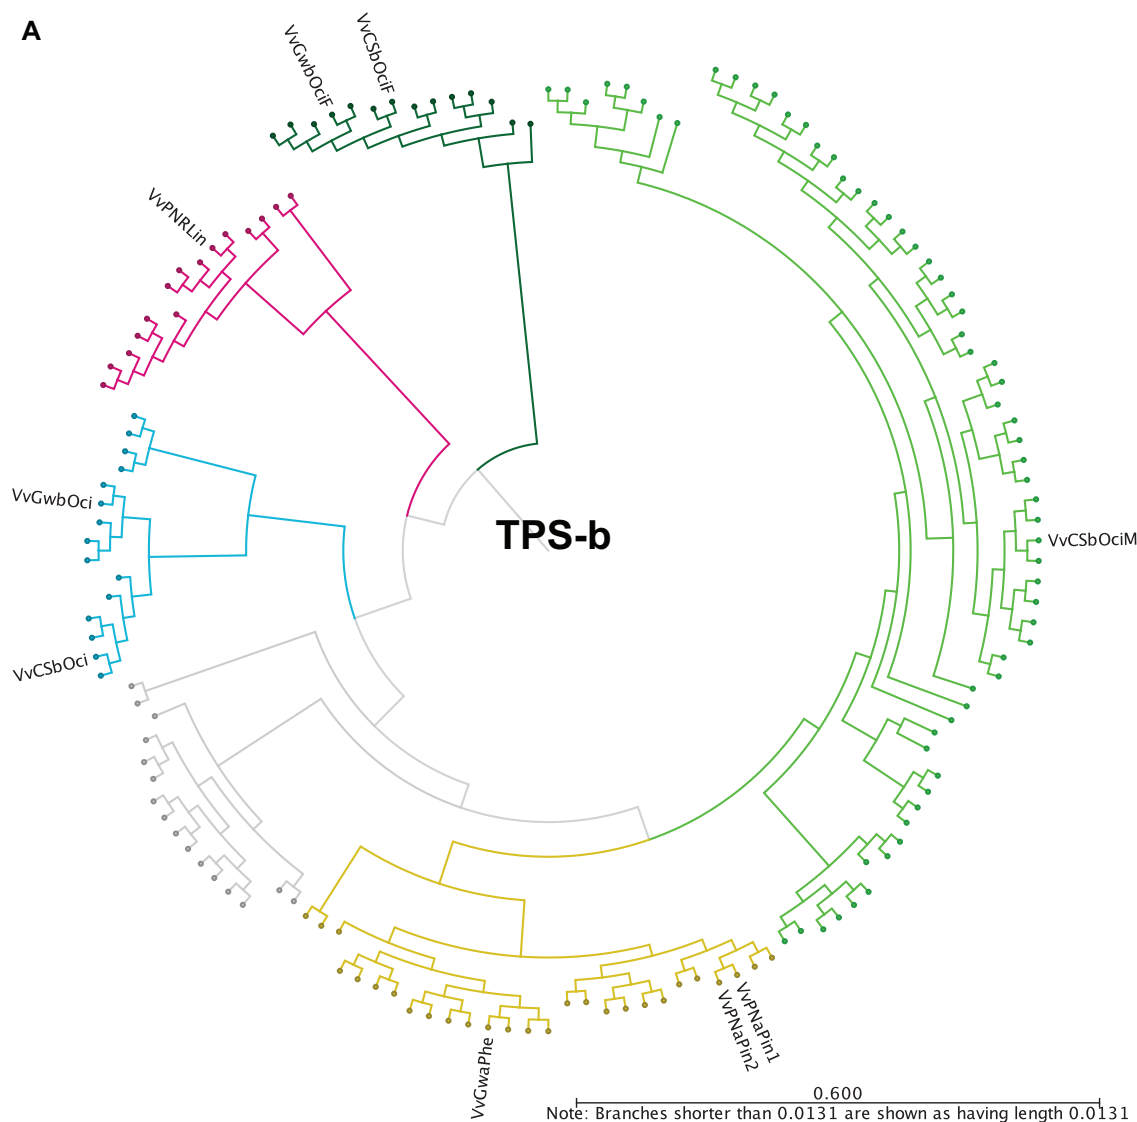 A
VvGwbOciF
VvCSbOciF
VvPNRLin
VvGwbOci
TPS-b
VvCSbOciM
VvCSbOci
VvPNaPin1
VvPNaPin2
VvGwaPhe
0.600
Note: Branches shorter than 0.0131 are shown as having length 0.0131